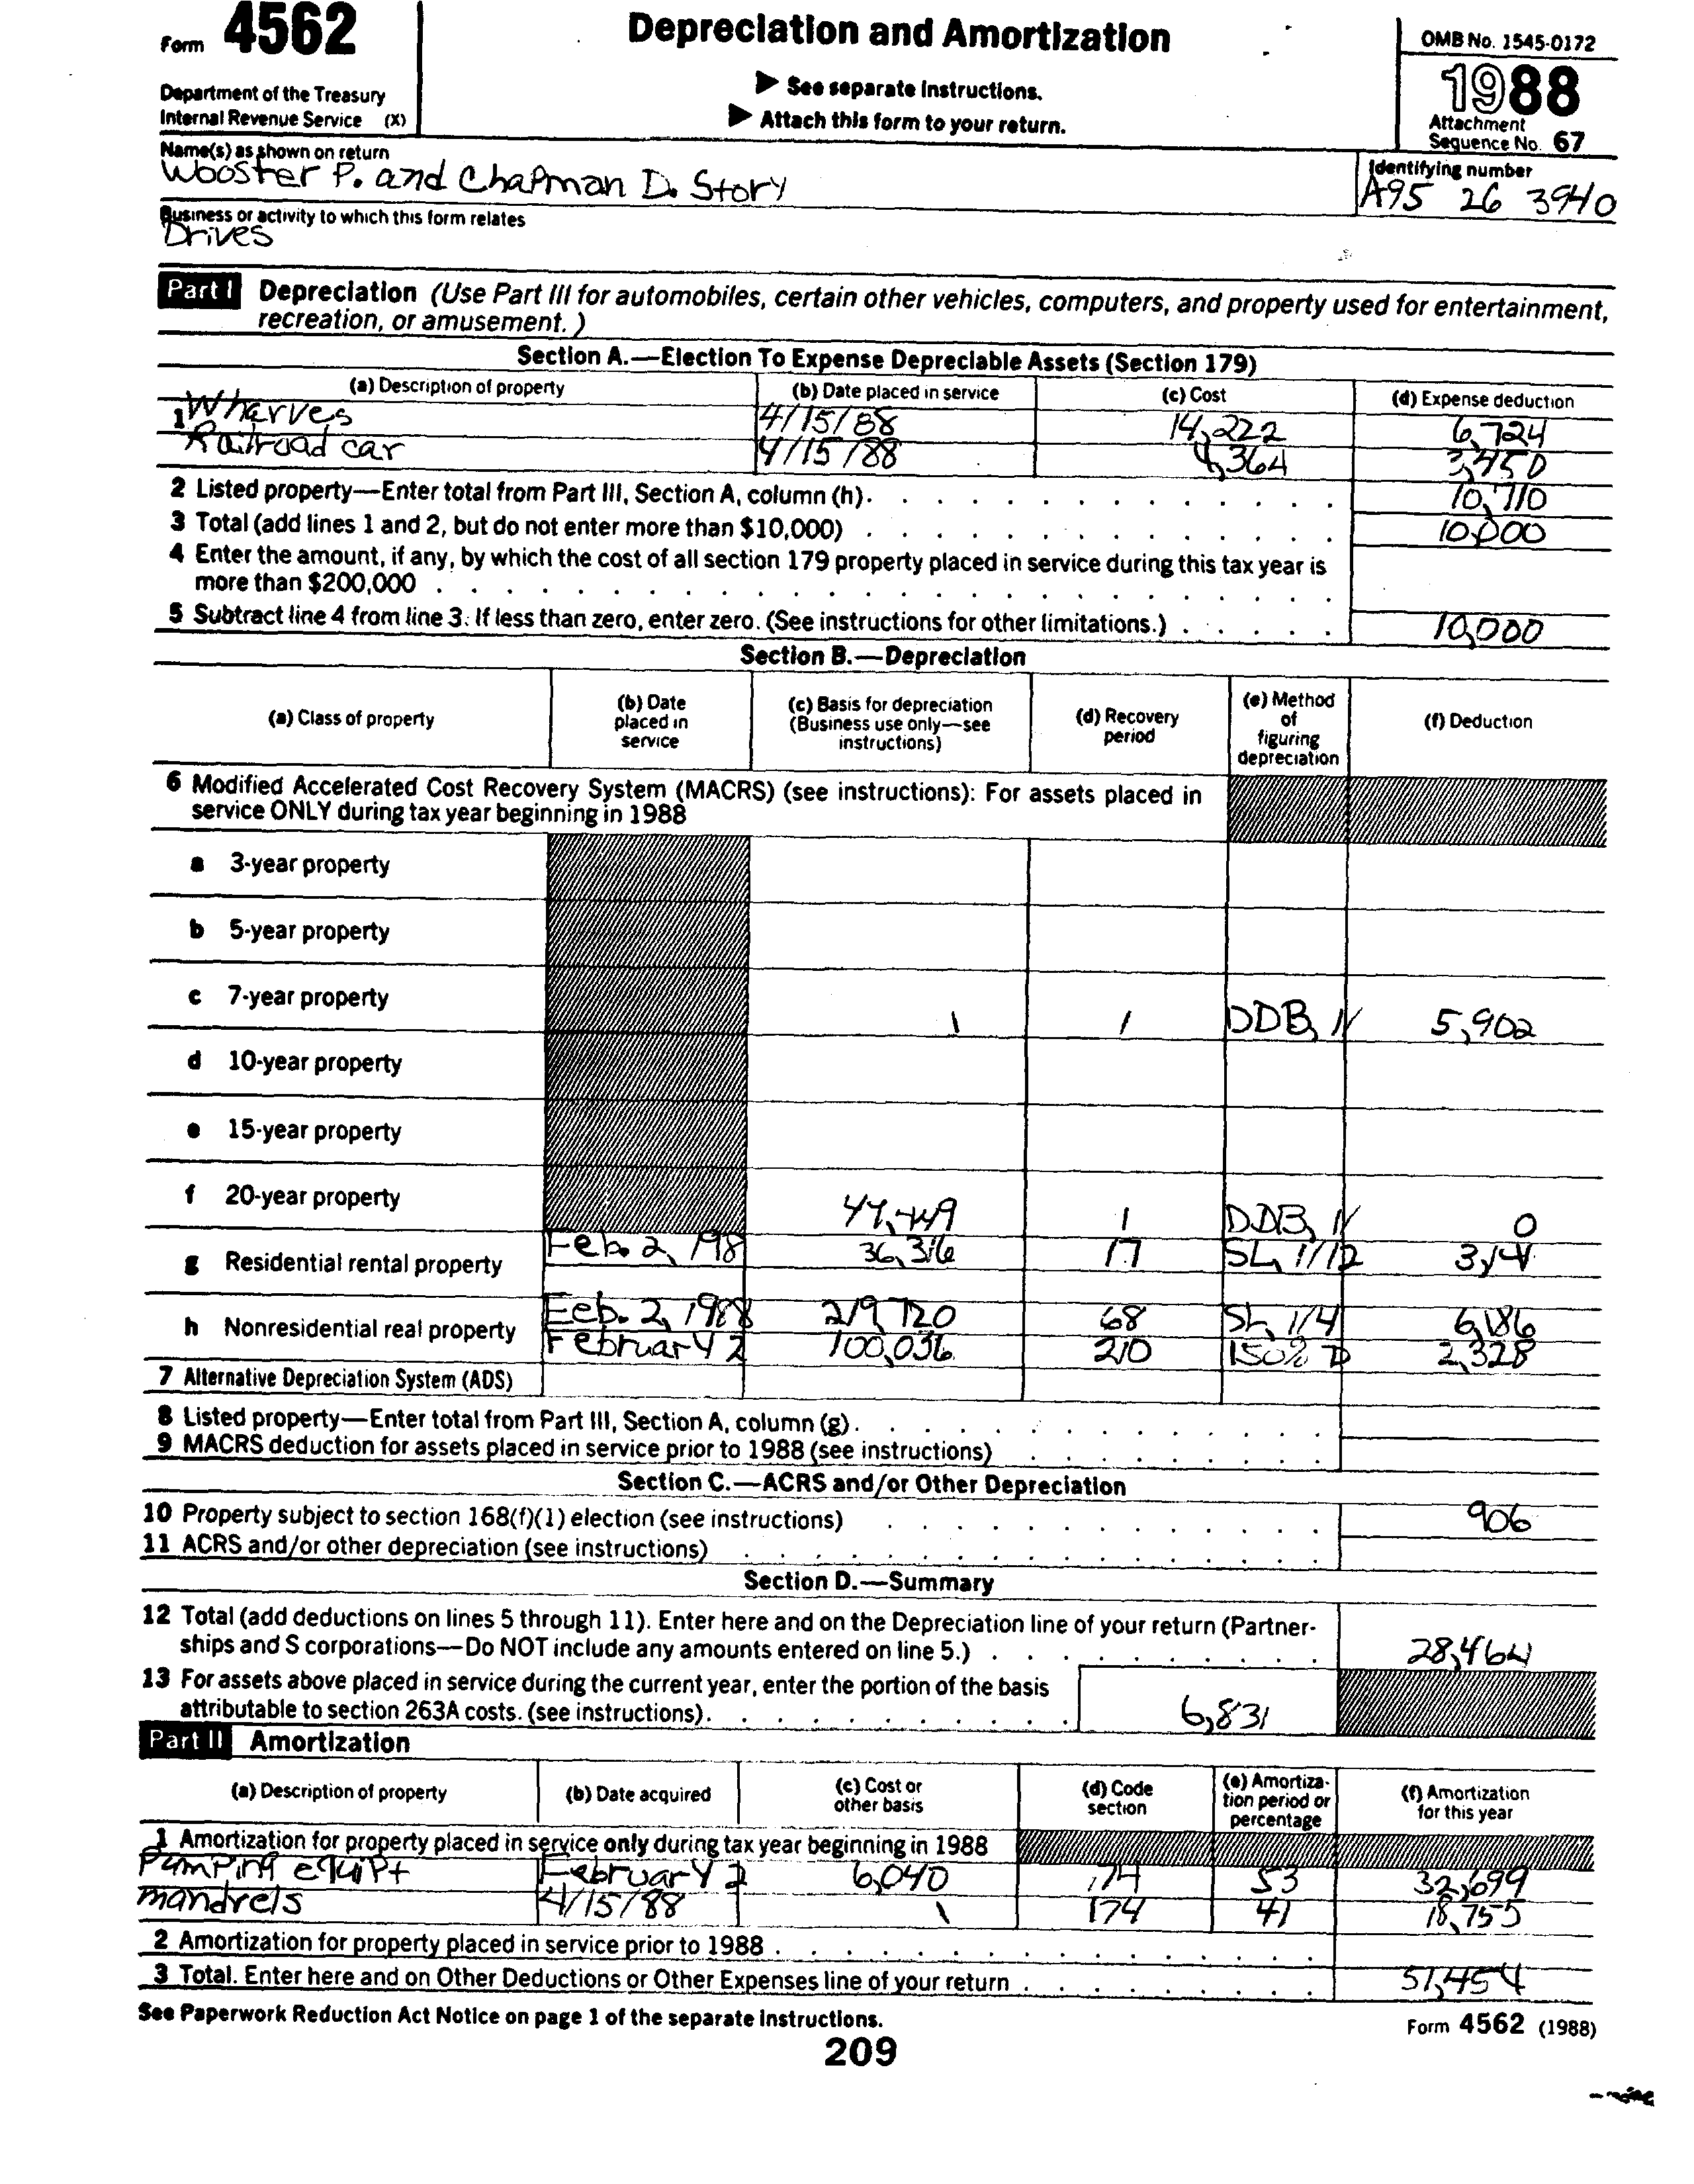 Form 4562
Depreciation and Amortization
OMB No. 1545-0172
1988
Department of the Treasury
Internal Revenue Service (X)
▶ See separate instructions.
▶ Attach this form to your return.
Attachment
Sequence No. 67
Name(s) as shown on return
Identifying number
Wooster P. and Chapman D. Story
A95 26 3940
Business or activity to which this form relates
Drives
Part I Depreciation (Use Part III for automobiles, certain other vehicles, computers, and property used for entertainment,
recreation, or amusement.)
Section A.—Election To Expense Depreciable Assets (Section 179)
(a) Description of property (b) Date placed in service (c) Cost (d) Expense deduction
1 Wharves 4/15/88 14,222 6,724
Railroad car 4/15/88 4,364 3,450
2 Listed property—Enter total from Part III, Section A, column (h). 10,710
3 Total (add lines 1 and 2, but do not enter more than $10,000) 10,000
4 Enter the amount, if any, by which the cost of all section 179 property placed in service during this tax year is
more than $200,000
5 Subtract line 4 from line 3. If less than zero, enter zero. (See instructions for other limitations.) 10,000
Section B.—Depreciation
(a) Class of property
(b) Date
placed in
service
(c) Basis for depreciation
(Business use only—see
instructions)
(d) Recovery
period
(e) Method
of
figuring
depreciation
(f) Deduction
6 Modified Accelerated Cost Recovery System (MACRS) (see instructions): For assets placed in
service ONLY during tax year beginning in 1988
a 3-year property
b 5-year property
c 7-year property DDB, 5,902
d 10-year property
e 15-year property
f 20-year property 1 DDB, 0
g Residential rental property Feb. 2, 198 36,316 17 SL, 1/12
h Nonresidential real property Feb. 2, 1988 219,720 68 SL, 1/4 6,186
February 2 100,036 210 150% D 2,328
7 Alternative Depreciation System (ADS)
8 Listed property—Enter total from Part III, Section A, column (g).
9 MACRS deduction for assets placed in service prior to 1988 (see instructions)
Section C.—ACRS and/or Other Depreciation
10 Property subject to section 168(f)(1) election (see instructions) 906
11 ACRS and/or other depreciation (see instructions)
Section D.—Summary
12 Total (add deductions on lines 5 through 11). Enter here and on the Depreciation line of your return (Partner-
ships and S corporations—Do NOT include any amounts entered on line 5.) 28,464
13 For assets above placed in service during the current year, enter the portion of the basis
attributable to section 263A costs. (see instructions). 6,831
Part II Amortization
(a) Description of property
(b) Date acquired
(c) Cost or
other basis
(d) Code
section
(e) Amortiza-
tion period or
percentage
(f) Amortization
for this year
1 Amortization for property placed in service only during tax year beginning in 1988
Pumping equipt February 2 6,040 174 53 32,699
mandrels 4/15/88 174 41 18,755
2 Amortization for property placed in service prior to 1988
3 Total. Enter here and on Other Deductions or Other Expenses line of your return 51,454
See Paperwork Reduction Act Notice on page 1 of the separate instructions.
Form 4562 (1988)
209